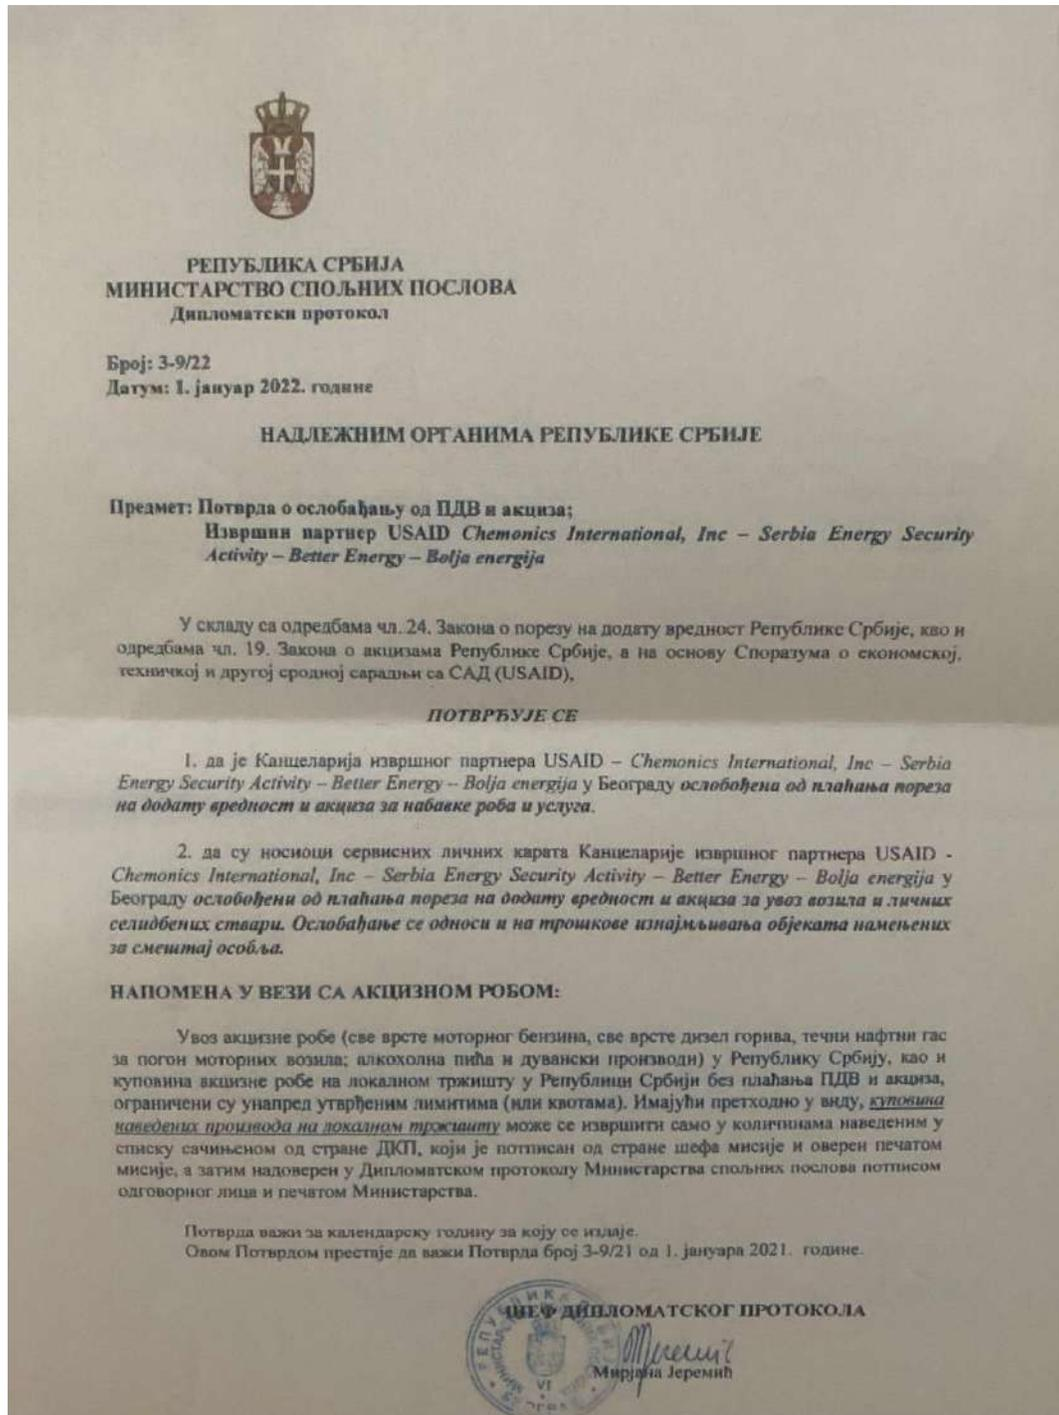 РЕПУБЛИКА СРБИЈА
МИНИСТАРСТВО СПОЉНИХ ПОСЛОВА
Дипломатски протокол
Број: 3-9/22
Датум: 1. јануар 2022. године
НАДЛЕЖНИМ ОРГАНИМА РЕПУБЛИКЕ СРБИЈЕ
Предмет: Потврда о ослобађању од ПДВ и акциза;
Извршни партнер USAID Chemonics International, Inc – Serbia Energy Security
Activity – Better Energy – Bolja energija
У складу са одредбама чл. 24. Закона о порезу на додату вредност Републике Србије, као и
одредбама чл. 19. Закона о акцизама Републике Србије, а на основу Споразума о економској,
техничкој и другој сродној сарадњи са САД (USAID),
ПОТВРЂУЈЕ СЕ
1. да је Канцеларија извршног партнера USAID – Chemonics International, Inc – Serbia
Energy Security Activity – Better Energy – Bolja energija у Београду ослобођена од плаћања пореза
на додату вредност и акциза за набавке роба и услуга.
2. да су носиоци сервисних личних карата Канцеларије извршног партнера USAID -
Chemonics International, Inc – Serbia Energy Security Activity – Better Energy – Bolja energija у
Београду ослобођени од плаћања пореза на додату вредност и акциза за увоз возила и личних
селидбених ствари. Ослобађање се односи и на трошкове изнајмљивања објеката намењених
за смештај особља.
НАПОМЕНА У ВЕЗИ СА АКЦИЗНОМ РОБОМ:
Увоз акцизне робе (све врсте моторног бензина, све врсте дизел горива, течни нафтни гас
за погон моторних возила; алкохолна пића и дувански производи) у Републику Србију, као и
куповина акцизне робе на локалном тржишту у Републици Србији без плаћања ПДВ и акциза,
ограничени су унапред утврђеним лимитима (или квотама). Имајући претходно у виду, куповина
наведених производа на локалном тржишту може се извршити само у количинама наведеним у
списку сачињеном од стране ДКП, који је потписан од стране шефа мисије и оверен печатом
мисије, а затим надоверен у Дипломатском протоколу Министарства спољних послова потписом
одговорног лица и печатом Министарства.
Потврда важи за календарску годину за коју се издаје.
Овом Потврдом престаје да важи Потврда број 3-9/21 од 1. јануара 2021. године.
ШЕФ ДИПЛОМАТСКОГ ПРОТОКОЛА
Мирјана Јеремић